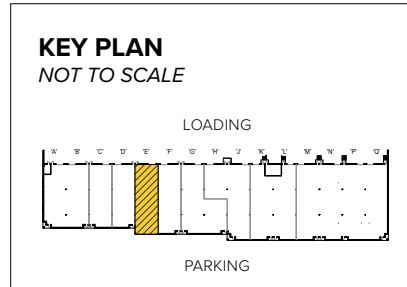 KEY PLAN
NOT TO SCALE
LOADING
'A' 'B' 'C' 'D' 'E' 'F' 'G' 'H' 'J' 'K' 'L' 'M' 'N' 'P' 'Q'
PARKING